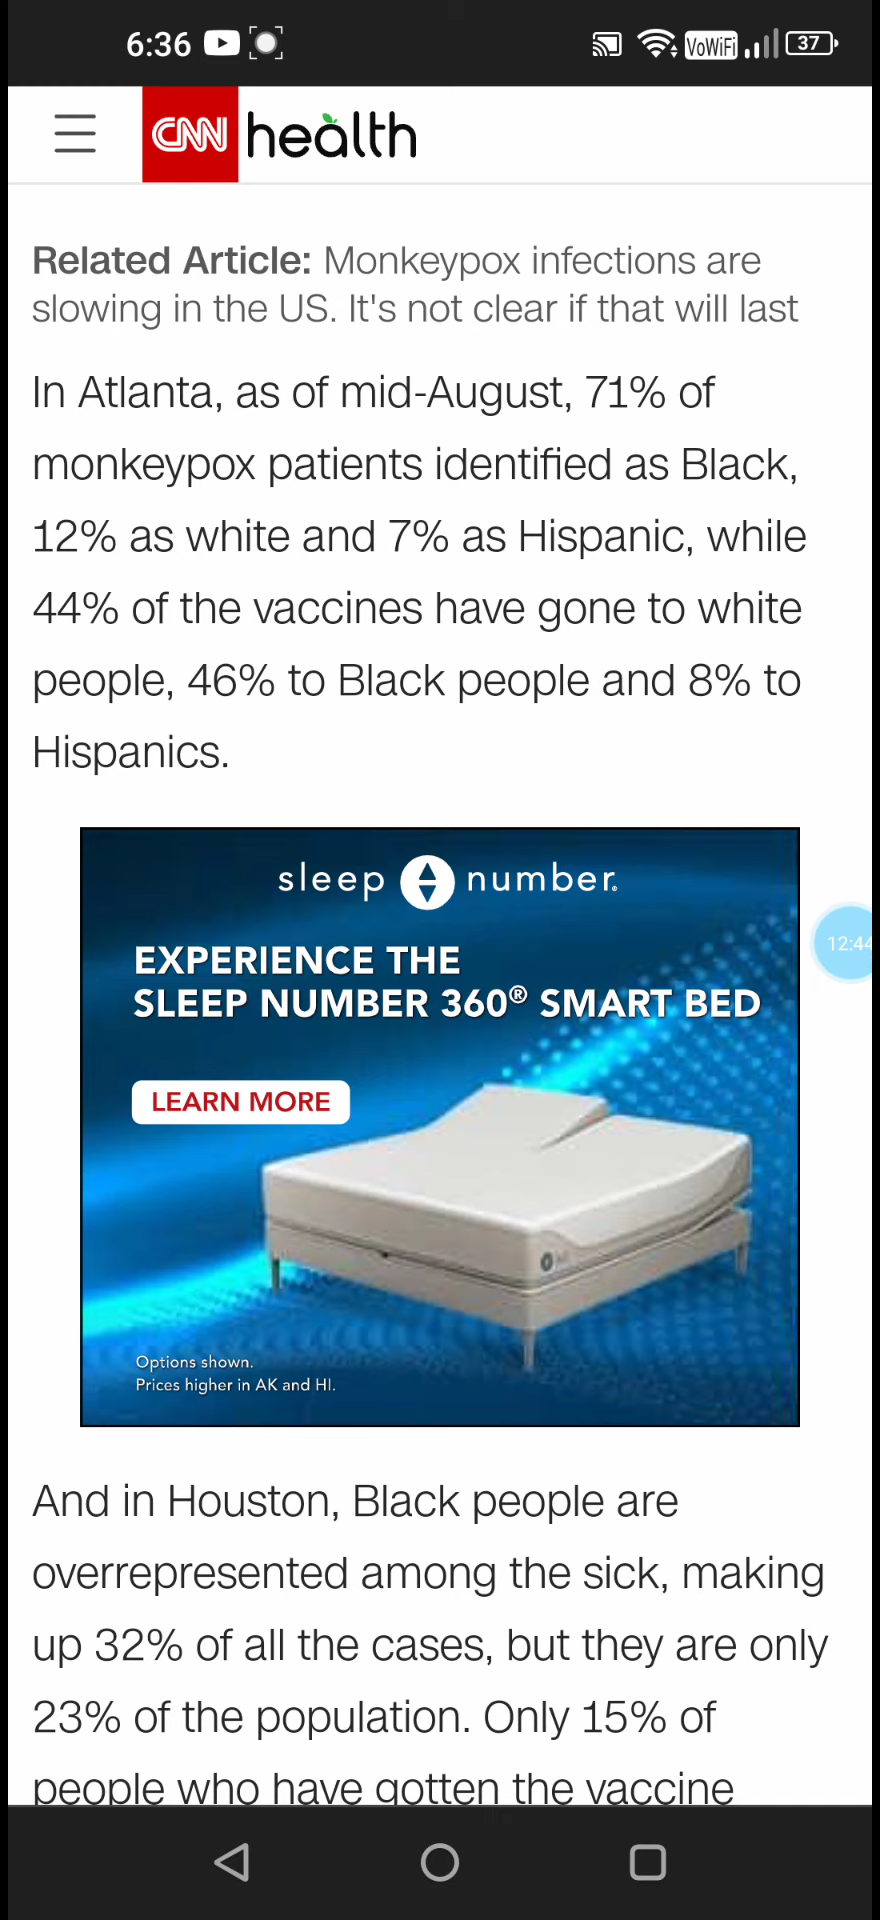 6:36
VoWiFi
37
CNN health
Related Article: Monkeypox infections are
slowing in the US. It's not clear if that will last
In Atlanta, as of mid-August, 71% of
monkeypox patients identified as Black,
12% as white and 7% as Hispanic, while
44% of the vaccines have gone to white
people, 46% to Black people and 8% to
Hispanics.
sleep number®
12:44
EXPERIENCE THE
SLEEP NUMBER 360® SMART BED
LEARN MORE
Options shown.
Prices higher in AK and HI.
And in Houston, Black people are
overrepresented among the sick, making
up 32% of all the cases, but they are only
23% of the population. Only 15% of
people who have gotten the vaccine